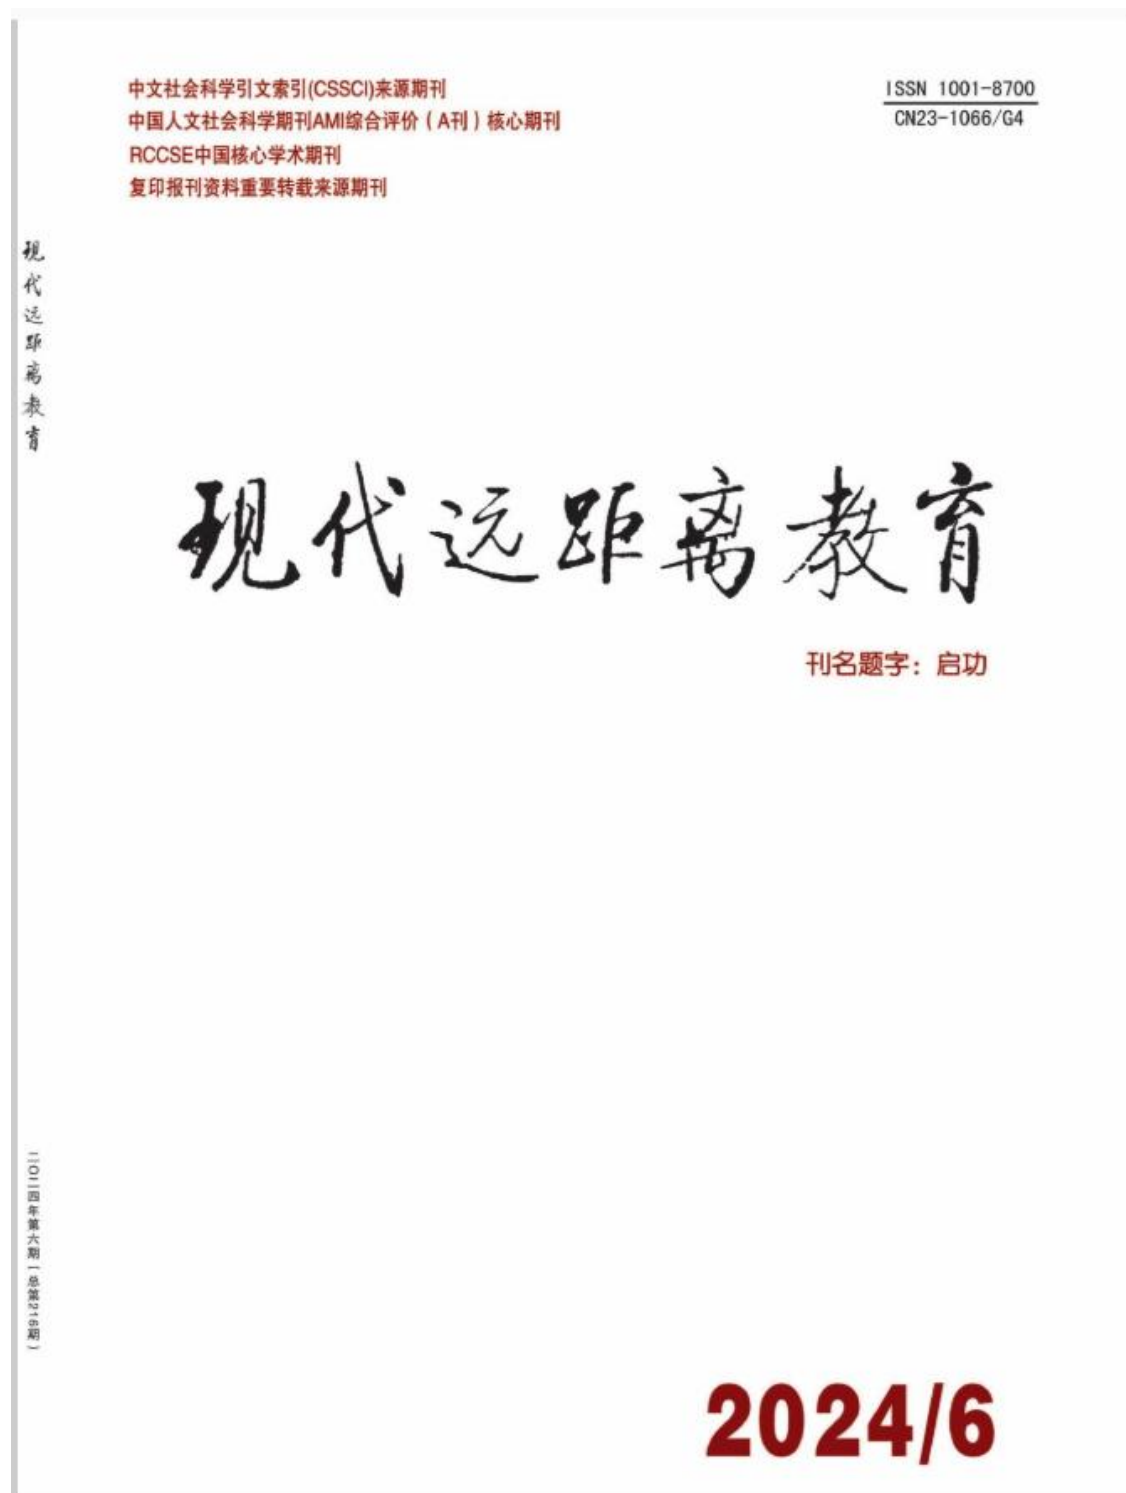 中文社会科学引文索引(CSSCI)来源期刊
中国人文社会科学期刊AMI综合评价（A刊）核心期刊
RCCSE中国核心学术期刊
复印报刊资料重要转载来源期刊
ISSN 1001-8700
CN23-1066/G4
现代远距离教育
现代远距离教育
刊名题字：启功
二〇二四年第六期（总第216期）
2024/6